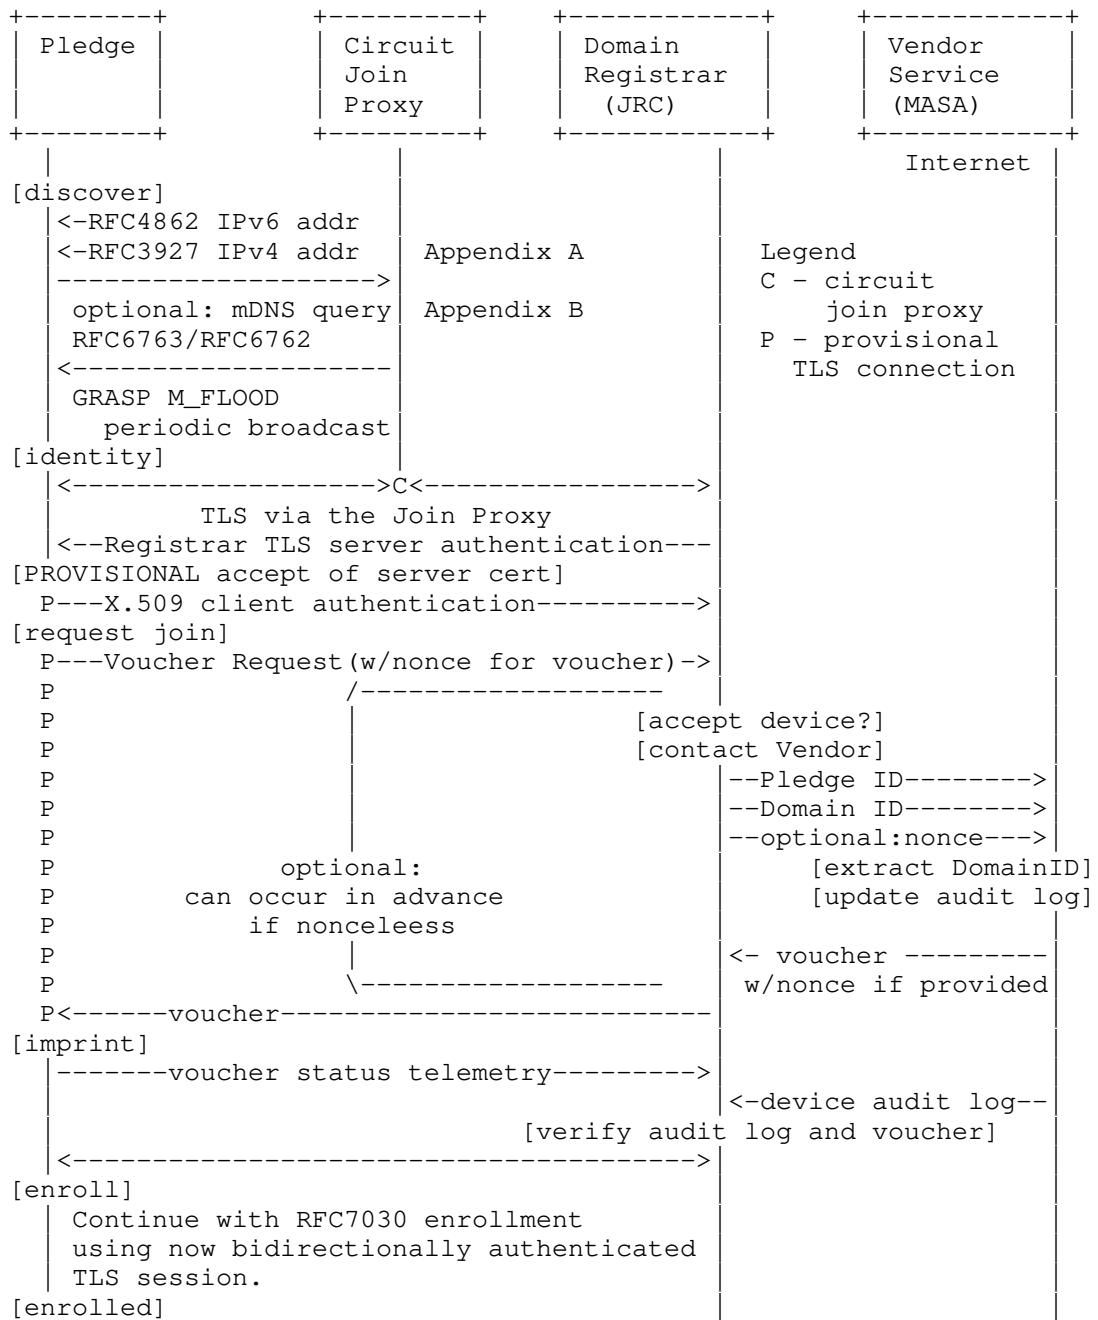 +--------+         +---------+    +------------+     +------------+
| Pledge |         | Circuit |    | Domain     |     | Vendor     |
|        |         | Join    |    | Registrar  |     | Service    |
|        |         | Proxy   |    |  (JRC)     |     | (MASA)     |
+--------+         +---------+    +------------+     +------------+
  |                     |                   |           Internet |
[discover]              |                   |                    |
  |<-RFC4862 IPv6 addr  |                   |                    |
  |<-RFC3927 IPv4 addr  | Appendix A        |  Legend            |
  |-------------------->|                   |  C - circuit       |
  | optional: mDNS query| Appendix B        |      join proxy    |
  | RFC6763/RFC6762     |                   |  P - provisional   |
  |<--------------------|                   |    TLS connection  |
  | GRASP M_FLOOD       |                   |                    |
  |   periodic broadcast|                   |                    |
[identity]              |                   |                    |
  |<------------------->C<----------------->|                    |
  |         TLS via the Join Proxy          |                    |
  |<--Registrar TLS server authentication---|                    |
[PROVISIONAL accept of server cert]         |                    |
  P---X.509 client authentication---------->|                    |
[request join]                              |                    |
  P---Voucher Request(w/nonce for voucher)->|                    |
  P                  /-------------------   |                    |
  P                  |                 [accept device?]          |
  P                  |                 [contact Vendor]          |
  P                  |                      |--Pledge ID-------->|
  P                  |                      |--Domain ID-------->|
  P                  |                      |--optional:nonce--->|
  P              optional:                  |     [extract DomainID]
  P        can occur in advance             |     [update audit log]
  P            if nonceleess                |                    |
  P                  |                      |<- voucher ---------|
  P                  \-------------------   | w/nonce if provided|
  P<------voucher---------------------------|                    |
[imprint]                                   |                    |
  |-------voucher status telemetry--------->|                    |
  |                                         |<-device audit log--|
  |                             [verify audit log and voucher]   |
  |<--------------------------------------->|                    |
[enroll]                                    |                    |
  | Continue with RFC7030 enrollment        |                    |
  | using now bidirectionally authenticated |                    |
  | TLS session.                            |                    |
[enrolled]                                  |                    |